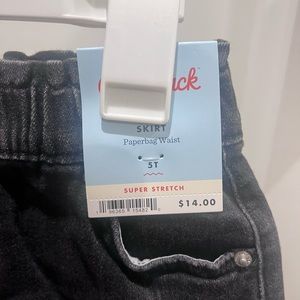 SKIRT
Paperbag Waist
5T
SUPER STRETCH
$14.00